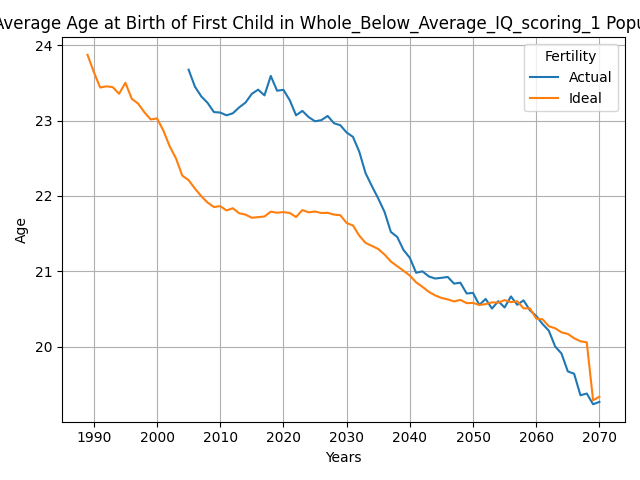 Average Age at Birth of First Child in Whole_Below_Average_IQ_scoring_1
Fertility
Actual
Ideal
24
23
22
21
20
Age
1990 2000 2010 2020 2030 2040 2050 2060 2070
Years